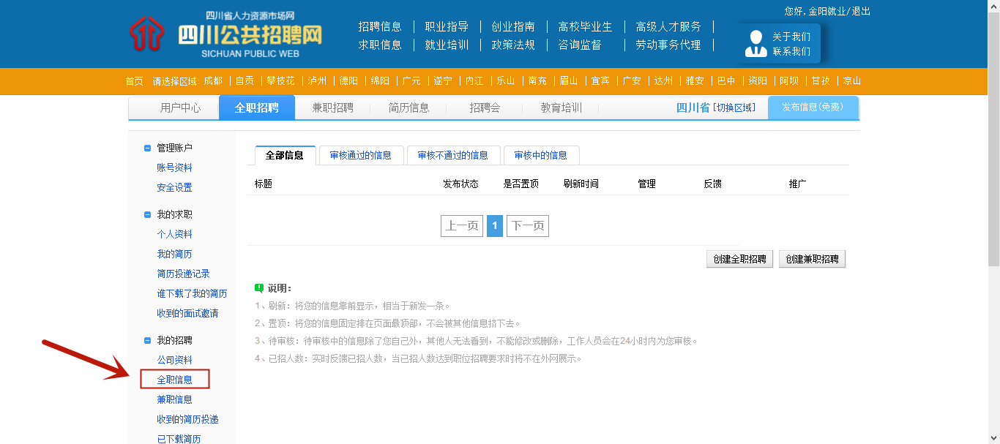 您好,金阳就业/退出
四川省人力资源市场网
四川公共招聘网
SICHUAN PUBLIC WEB
招聘信息 | 职业指导 | 创业指南 | 高校毕业生 | 高级人才服务 |
求职信息 | 就业培训 | 政策法规 | 咨询监督 | 劳动事务代理 |
关于我们
联系我们
首页 请选择区域: 成都 | 自贡 | 攀枝花 | 泸州 | 德阳 | 绵阳 | 广元 | 遂宁 | 内江 | 乐山 | 南充 | 眉山 | 宜宾 | 广安 | 达州 | 雅安 | 巴中 | 资阳 | 阿坝 | 甘孜 | 凉山
用户中心 全职招聘 兼职招聘 简历信息 招聘会 教育培训 四川省 [切换区域] 发布信息(免费)
管理账户
账号资料
安全设置
我的求职
个人资料
我的简历
简历投递记录
谁下载了我的简历
收到的面试邀请
我的招聘
公司资料
全职信息
兼职信息
收到的简历投递
已下载简历
全部信息 审核通过的信息 审核不通过的信息 审核中的信息
标题 发布状态 是否置顶 刷新时间 管理 反馈 推广
上一页 1 下一页
创建全职招聘 创建兼职招聘
说明：
1、刷新：将您的信息靠前显示，相当于新发一条。
2、置顶：将您的信息固定排在页面最顶部，不会被其他信息挤下去。
3、待审核：待审核中的信息除了您自己外，其他人无法看到，不能修改或删除，工作人员会在24小时内为您审核。
4、已招人数：实时反馈已招人数，当已招人数达到职位招聘要求时将不在外网展示。